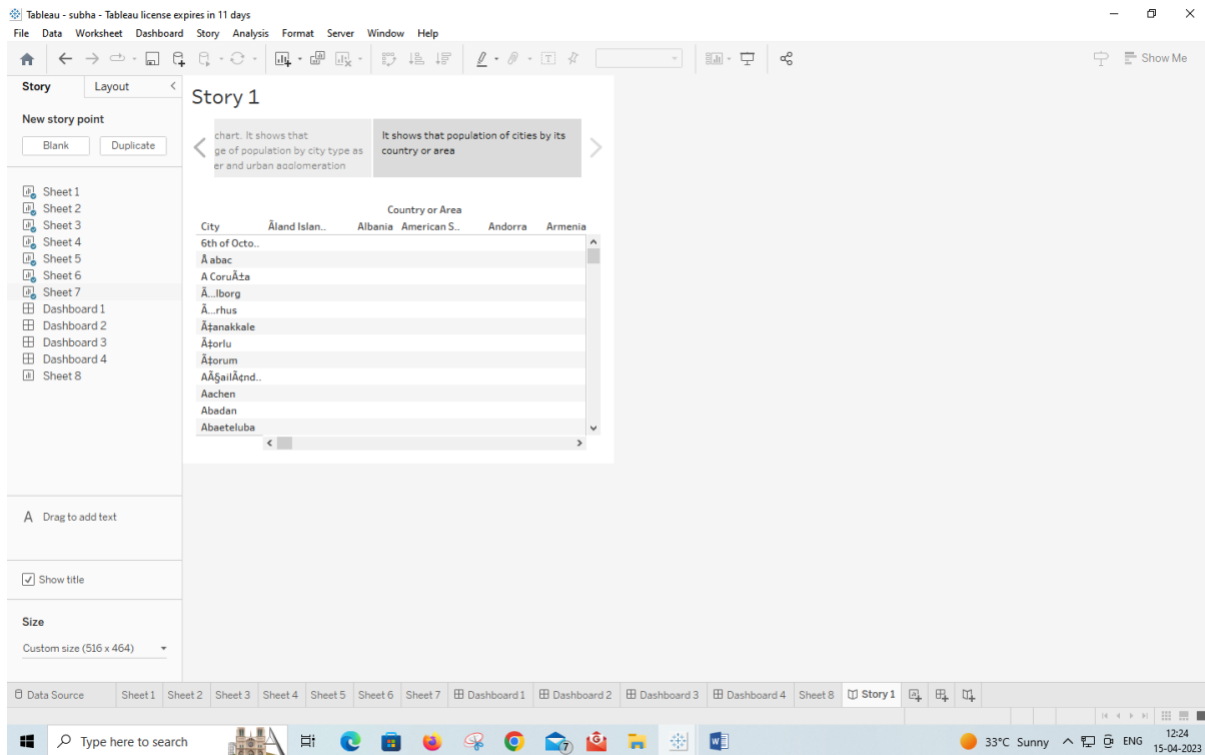 Tableau - subha - Tableau license expires in 11 days
File Data Worksheet Dashboard Story Analysis Format Server Window Help
Show Me
Story Layout
New story point
Blank Duplicate
Sheet 1
Sheet 2
Sheet 3
Sheet 4
Sheet 5
Sheet 6
Sheet 7
Dashboard 1
Dashboard 2
Dashboard 3
Dashboard 4
Sheet 8
A Drag to add text
Show title
Size
Custom size (516 x 464)
Story 1
chart. It shows that
ge of population by city type as
er and urban agglomeration
It shows that population of cities by its
country or area
Country or Area
City Ãland Islan.. Albania American S.. Andorra Armenia
6th of Octo..
Å abac
A CoruÃ±a
Ã…lborg
Ã…rhus
Ã‡anakkale
Ã‡orlu
Ã‡orum
AÃ§ailÃ¢nd..
Aachen
Abadan
Abaeteluba
Data Source Sheet 1 Sheet 2 Sheet 3 Sheet 4 Sheet 5 Sheet 6 Sheet 7 Dashboard 1 Dashboard 2 Dashboard 3 Dashboard 4 Sheet 8 Story 1
Type here to search
7
G
W
33°C Sunny ENG 12:24
15-04-2023